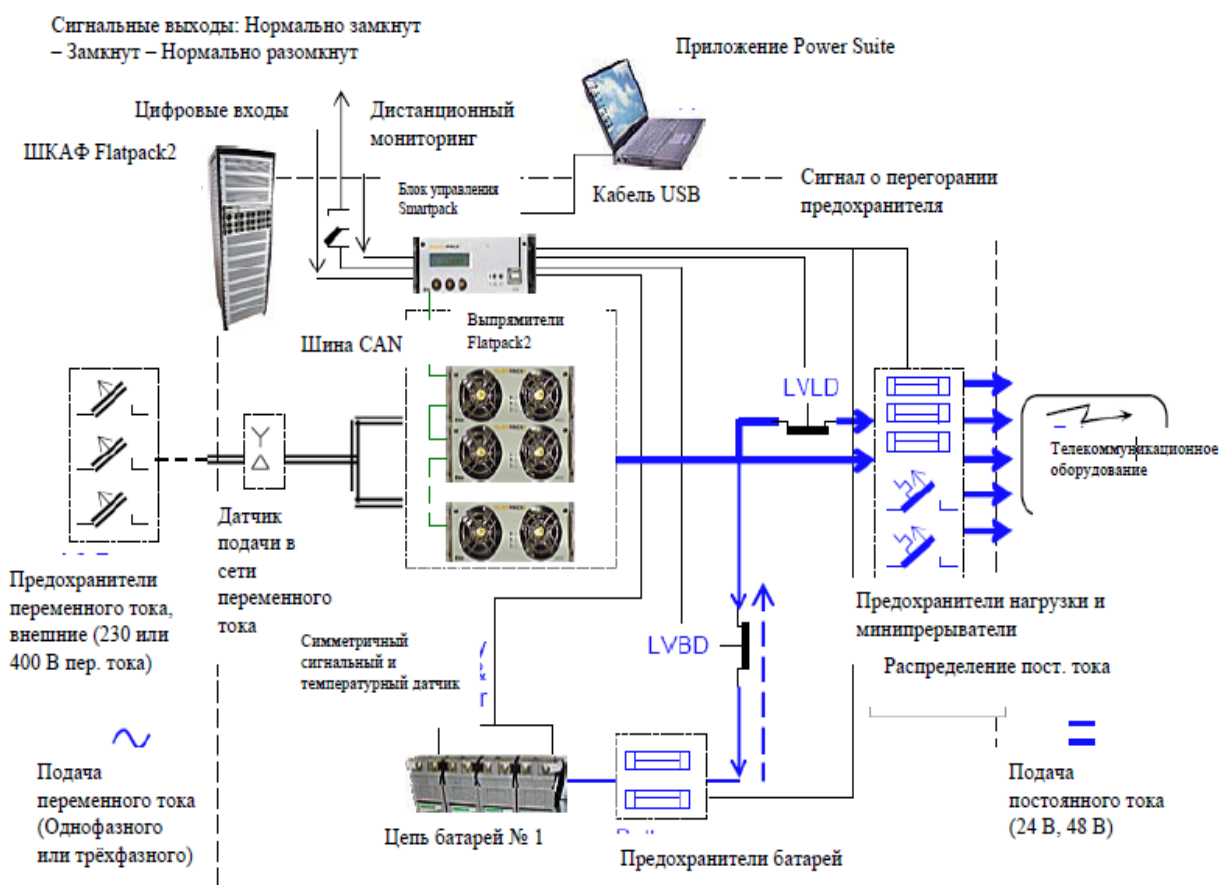 Сигнальные выходы: Нормально замкнут
– Замкнут – Нормально разомкнут
Приложение Power Suite
Цифровые входы
Дистанционный
мониторинг
ШКАФ Flatpack2
Блок управления
Smartpack
Кабель USB
Сигнал о перегорании
предохранителя
Шина CAN
Выпрямители
Flatpack2
LVLD
Телекоммуникационное
оборудование
Датчик
подачи в
сети
переменного
тока
Предохранители
переменного тока,
внешние (230 или
400 В пер. тока)
Предохранители нагрузки и
минипрерыватели
LVBD
Симметричный
сигнальный и
температурный датчик
Распределение пост. тока
Подача
переменного тока
(Однофазного
или трёхфазного)
Подача
постоянного тока
(24 В, 48 В)
Цепь батарей № 1
Предохранители батарей